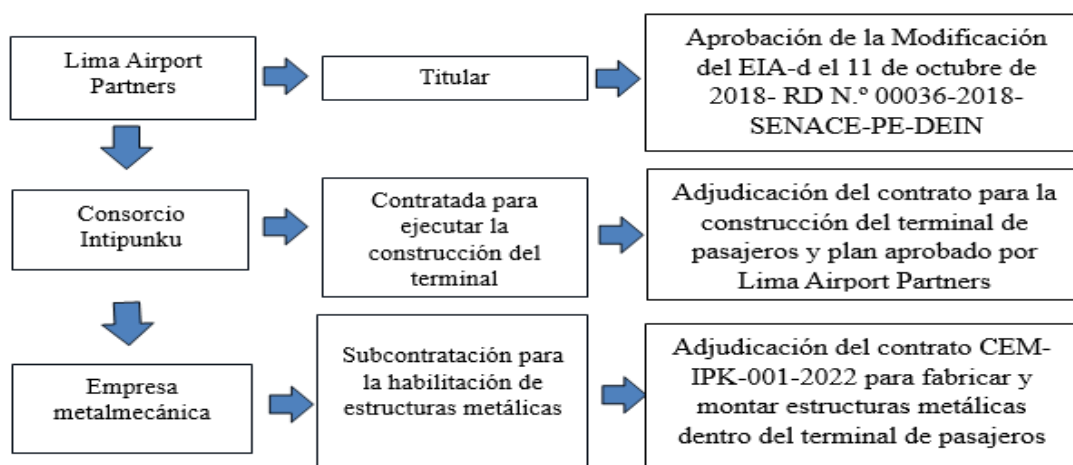 Lima Airport
Partners
Titular
Aprobación de la Modificación
del EIA-d el 11 de octubre de
2018- RD N.º 00036-2018-
SENACE-PE-DEIN
Consorcio
Intipunku
Contratada para
ejecutar la
construcción del
terminal
Adjudicación del contrato para la
construcción del terminal de
pasajeros y plan aprobado por
Lima Airport Partners
Empresa
metalmecánica
Subcontratación para
la habilitación de
estructuras metálicas
Adjudicación del contrato CEM-
IPK-001-2022 para fabricar y
montar estructuras metálicas
dentro del terminal de pasajeros